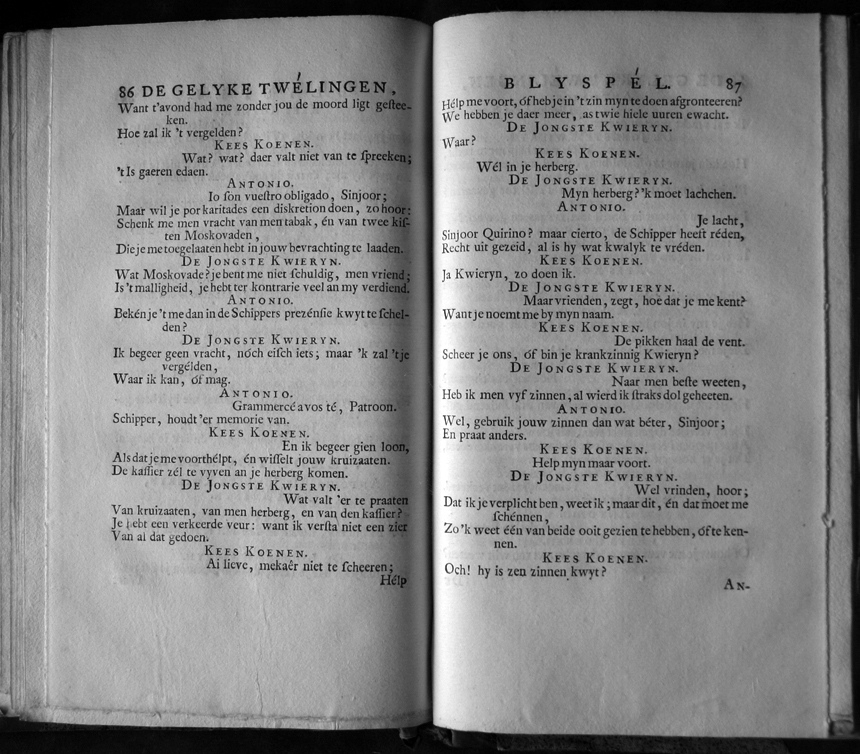 86 DE GELYKE TWÉLINGEN,
Want t'avond had me zonder jou de moord ligt geſtee-
ken.
Hoe zal ik 't vergelden?
KEES KOENEN.
Wat? wat? daer valt niet van te ſpreeken;
't Is gaeren edaen.
ANTONIO.
Io ſon vueſtro obligado, Sinjoor;
Maar wil je por karitades een diskretion doen, zo hoor:
Schenk me men vracht van men tabak, én van twee kiſ-
ten Moskovaden,
Die je me toegelaaten hebt in jouw bevrachting te laaden.
DE JONGSTE KWIERYN.
Wat Moskovade? je bent me niet ſchuldig, men vriend;
Is 't malligheid, je hebt er kontrarie veel an my verdiend.
ANTONIO.
Bekén je 't me dan in de Schippers prezénſie kwyt te ſchel-
den?
DE JONGSTE KWIERYN.
Ik begeer geen vracht, nóch eiſch iets; maar 'k zal 't je
vergélden,
Waar ik kan, óf mag.
ANTONIO.
Grammercé a vos té, Patroon.
Schipper, houdt 'er memorie van.
KEES KOENEN.
En ik begeer gien loon,
Als dat je me voorthélpt, én wiſſelt jouw kruizaaten.
De kaſſier zél te vyven an je herberg komen.
DE JONGSTE KWIERYN.
Wat valt 'er te praaten
Van kruizaaten, van men herberg, en van den kaſſier?
Je hebt een verkeerde veur: want ik verſta niet een zier
Van al dat gedoen.
KEES KOENEN.
Ai lieve, mekaêr niet te ſcheeren;
Hélp
BLYSPÉL. 87
Hélp me voort, óf heb je in 't zin myn te doen afgronteeren?
We hebben je daer meer, as twie hiele uuren ewacht.
DE JONGSTE KWIERYN.
Waar?
KEES KOENEN.
Wél in je herberg.
DE JONGSTE KWIERYN.
Myn herberg? 'k moet lachchen.
ANTONIO.
Je lacht,
Sinjoor Quirino? maar cierto, de Schipper heeft réden,
Recht uit gezeid, al is hy wat kwalyk te vréden.
KEES KOENEN.
Ja Kwieryn, zo doen ik.
DE JONGSTE KWIERYN.
Maar vrienden, zegt, hoe dat je me kent?
Want je noemt me by myn naam.
KEES KOENEN.
De pikken haal de vent.
Scheer je ons, óf bin je krankzinnig Kwieryn?
DE JONGSTE KWIERYN.
Naar men beſte weeten,
Heb ik men vyf zinnen, al wierd ik ſtraks dol geheeten.
ANTONIO.
Wel, gebruik jouw zinnen dan wat béter, Sinjoor;
En praat anders.
KEES KOENEN.
Help myn maar voort.
DE JONGSTE KWIERYN.
Wel vrinden, hoor;
Dat ik je verplicht ben, weet ik; maar dit, én dat moet me
ſchénnen,
Zo 'k weet één van beide ooit gezien te hebben, óf te ken-
nen.
KEES KOENEN.
Och! hy is zen zinnen kwyt?
AN-